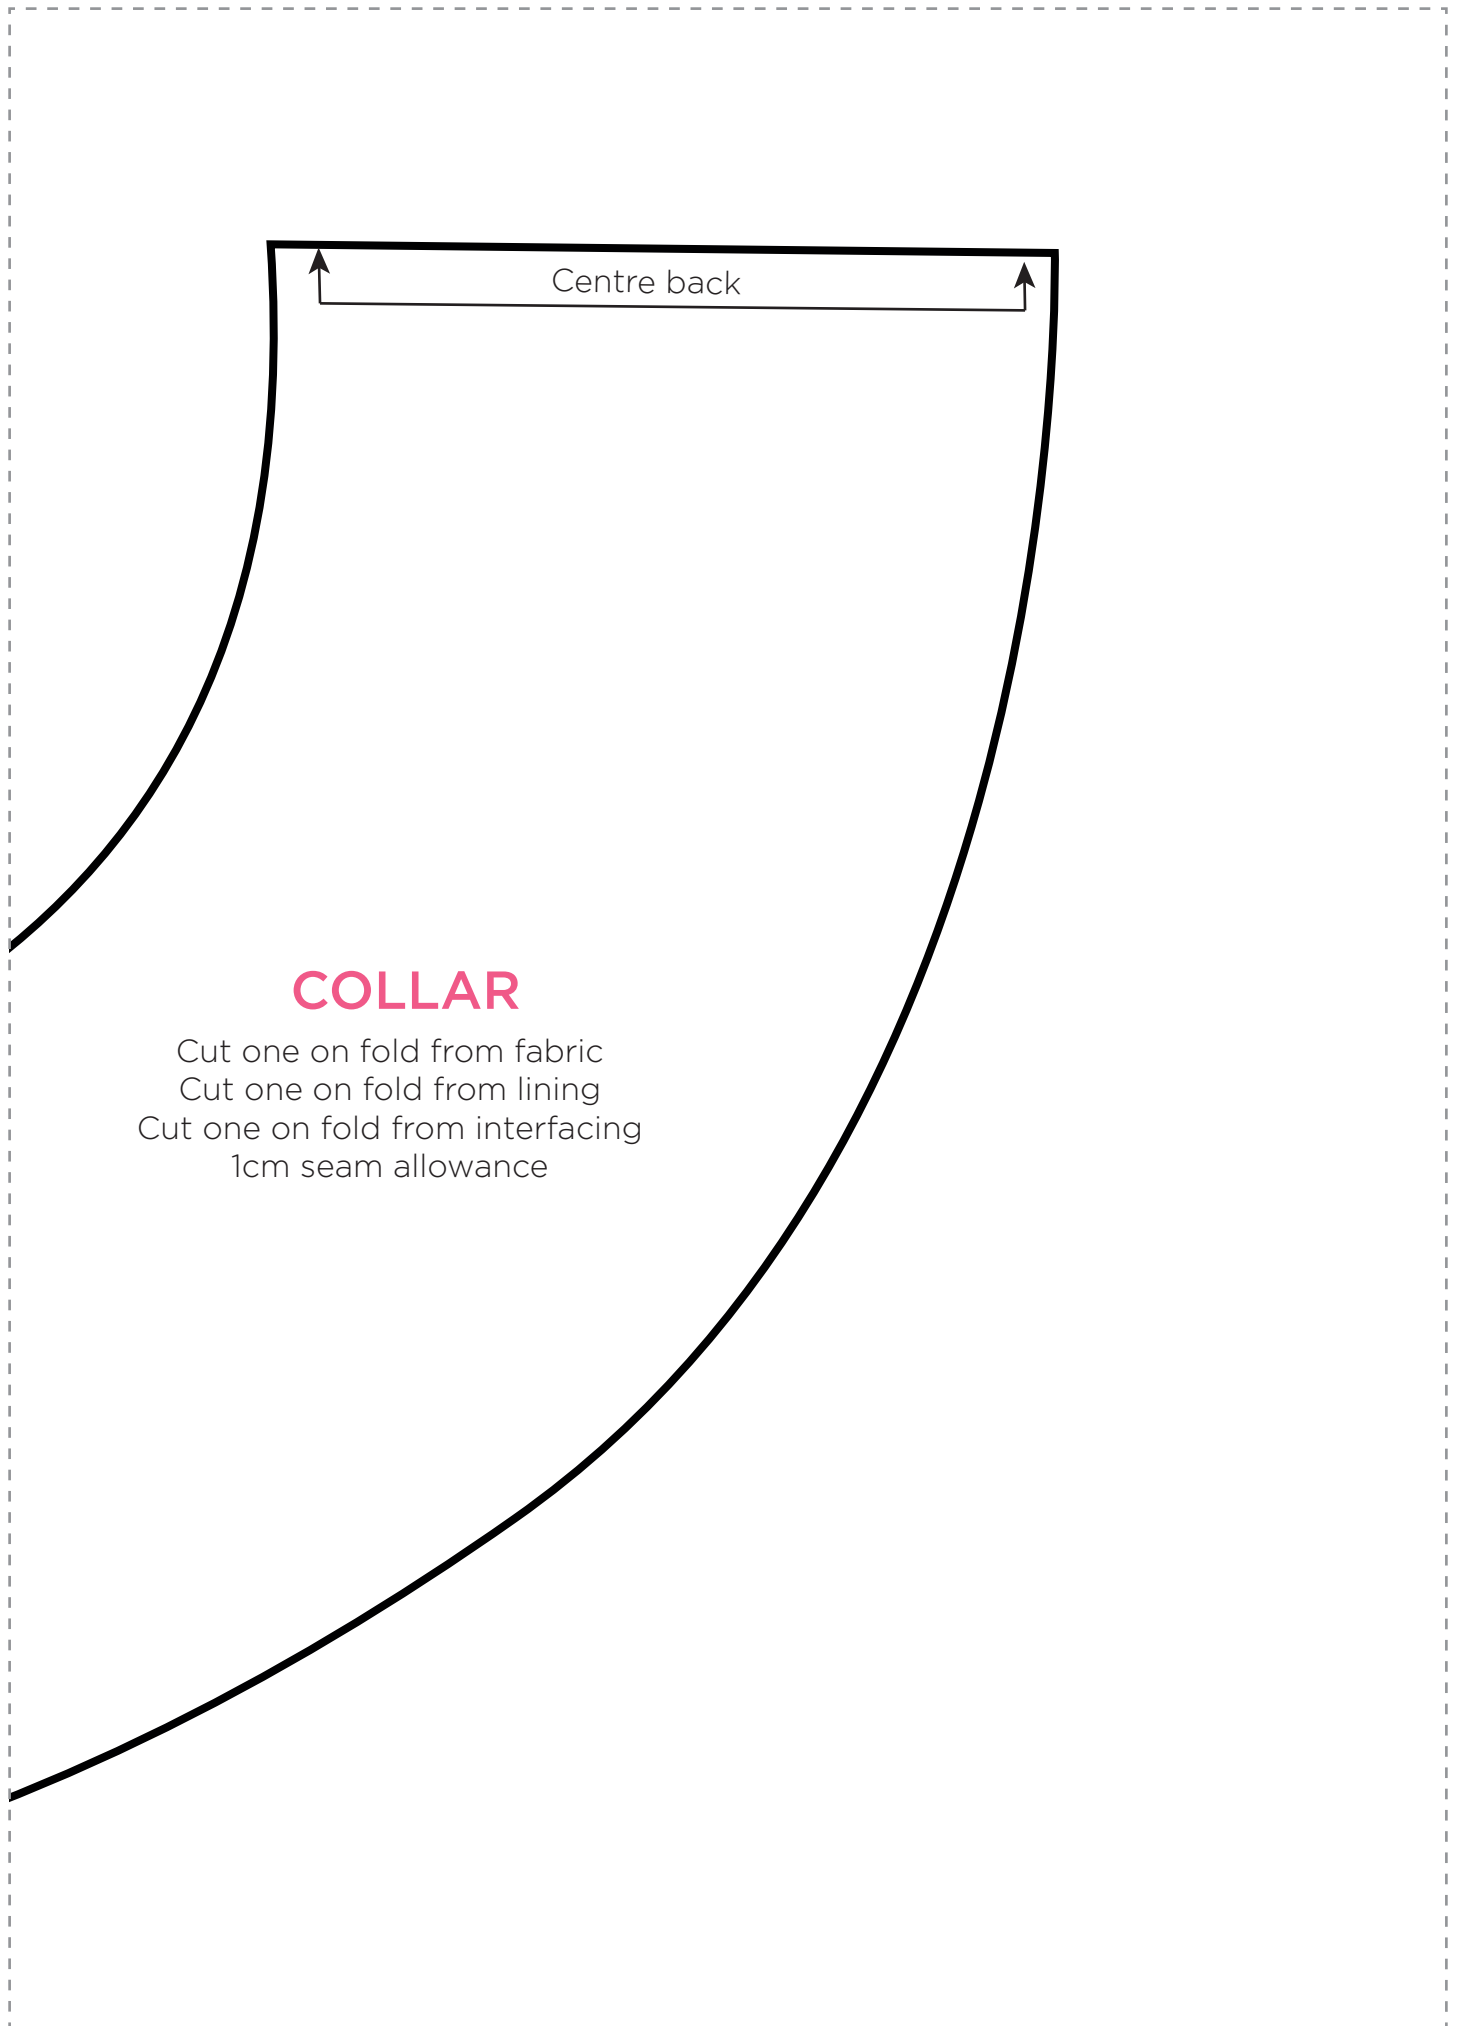 Centre back
COLLAR
Cut one on fold from fabric
Cut one on fold from lining
Cut one on fold from interfacing
1cm seam allowance